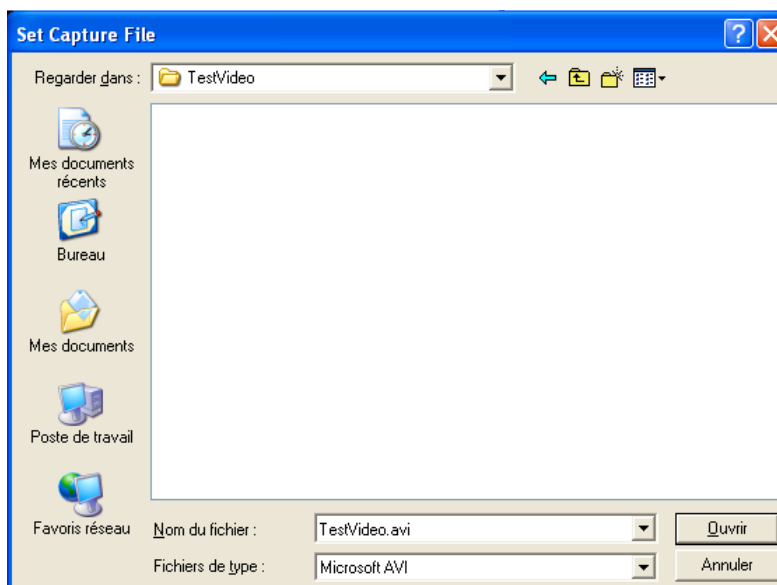 Set Capture File
Regarder dans :
TestVideo
Mes documents
récents
Bureau
Mes documents
Poste de travail
Favoris réseau
Nom du fichier :
TestVideo.avi
Ouvrir
Fichiers de type :
Microsoft AVI
Annuler